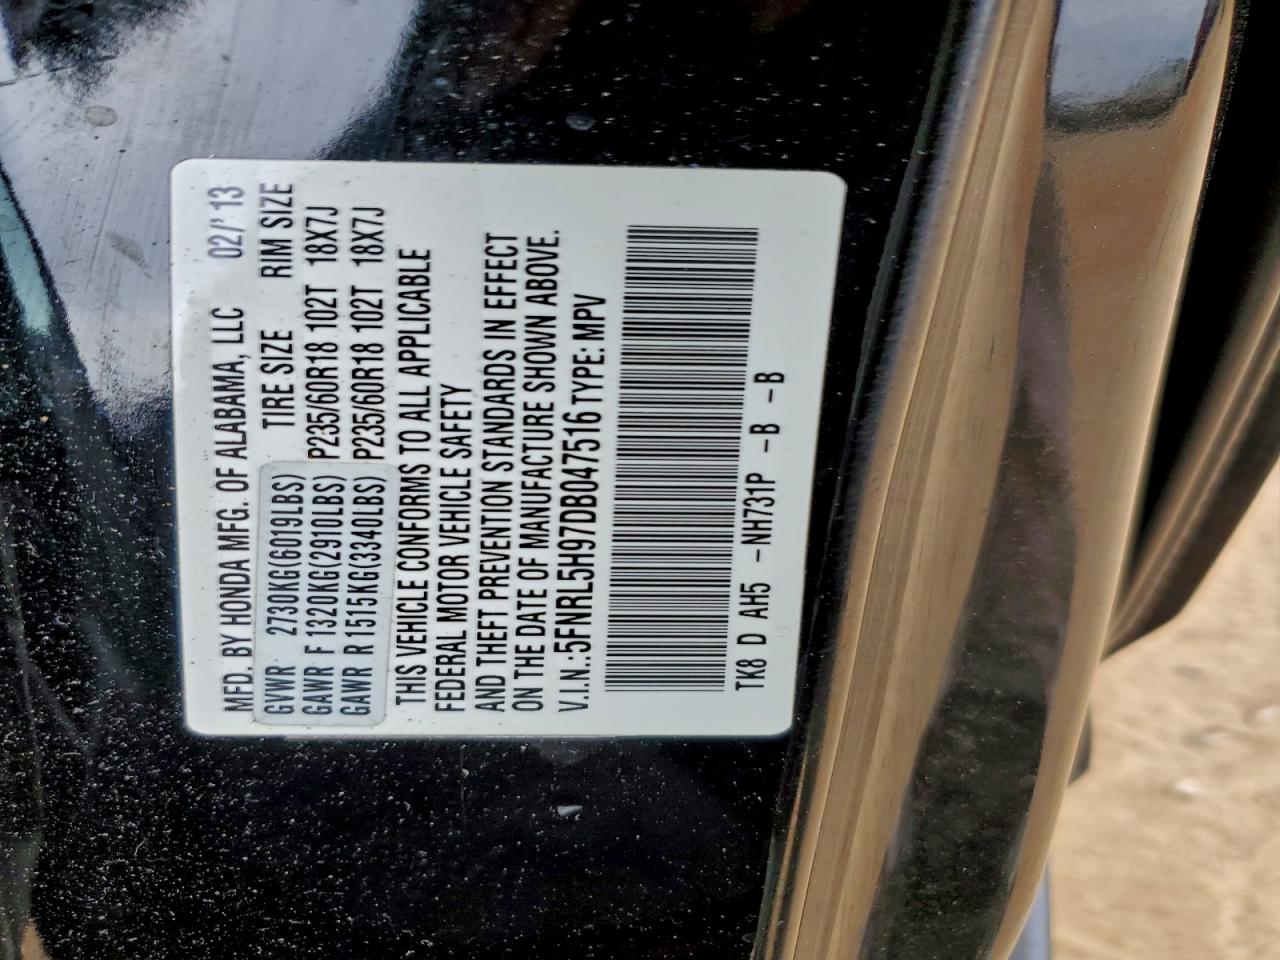 MFD. BY HONDA MFG. OF ALABAMA, LLC 02/'13
TIRE SIZE RIM SIZE
GVWR 2730KG(6019LBS)
GAWR F 1320KG(2910LBS) P235/60R18 102T 18X7J
GAWR R 1515KG(3340LBS) P235/60R18 102T 18X7J
THIS VEHICLE CONFORMS TO ALL APPLICABLE
FEDERAL MOTOR VEHICLE SAFETY
AND THEFT PREVENTION STANDARDS IN EFFECT
ON THE DATE OF MANUFACTURE SHOWN ABOVE.
V.I.N.:5FNRL5H97DB047516 TYPE: MPV
TK8 D AH5 -NH731P -B -B